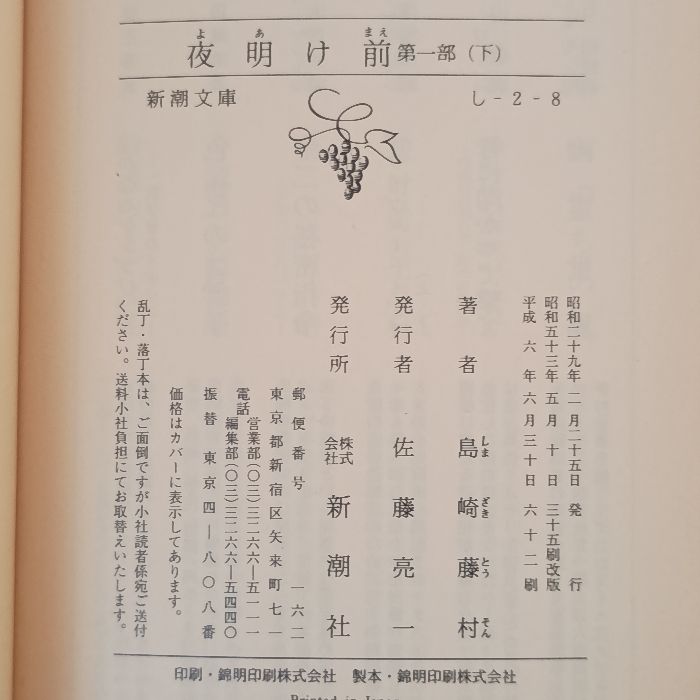 夜明け前 第一部（下）
新潮文庫 し-2-8
昭和二十九年二月二十五日 発行
昭和五十三年五月十日 三十五刷改版
平成六年六月三十日 六十二刷
著者 島崎藤村
発行者 佐藤亮一
発行所 株式会社 新潮社
郵便番号 一六二
東京都新宿区矢来町七一
電話 営業部（〇三）三二六六―五一一一
編集部（〇三）三二六六―五四四〇
振替 東京四―八〇八番
価格はカバーに表示してあります。
乱丁・落丁本は、ご面倒ですが小社読者係宛ご送付
ください。送料小社負担にてお取替えいたします。
印刷・錦明印刷株式会社 製本・錦明印刷株式会社
Printed in Japan